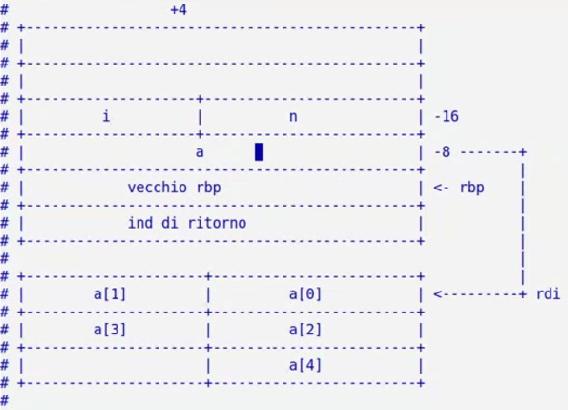 # +4
# +-----------------------+-----------------------+
# | |
# +-----------------------------------------------+
# | |
# +-----------------------+-----------------------+
# | i | n | -16
# +-----------------------+-----------------------+
# | a | -8 -------+
# +-----------------------------------------------+ |
# | vecchio rbp | <- rbp |
# +-----------------------------------------------+ |
# | ind di ritorno | |
# +-----------------------------------------------+ |
# |
# +-----------------------+-----------------------+ |
# | a[1] | a[0] | <--------+ rdi
# +-----------------------+-----------------------+
# | a[3] | a[2] |
# +-----------------------+-----------------------+
# | | a[4] |
# +-----------------------+-----------------------+
#